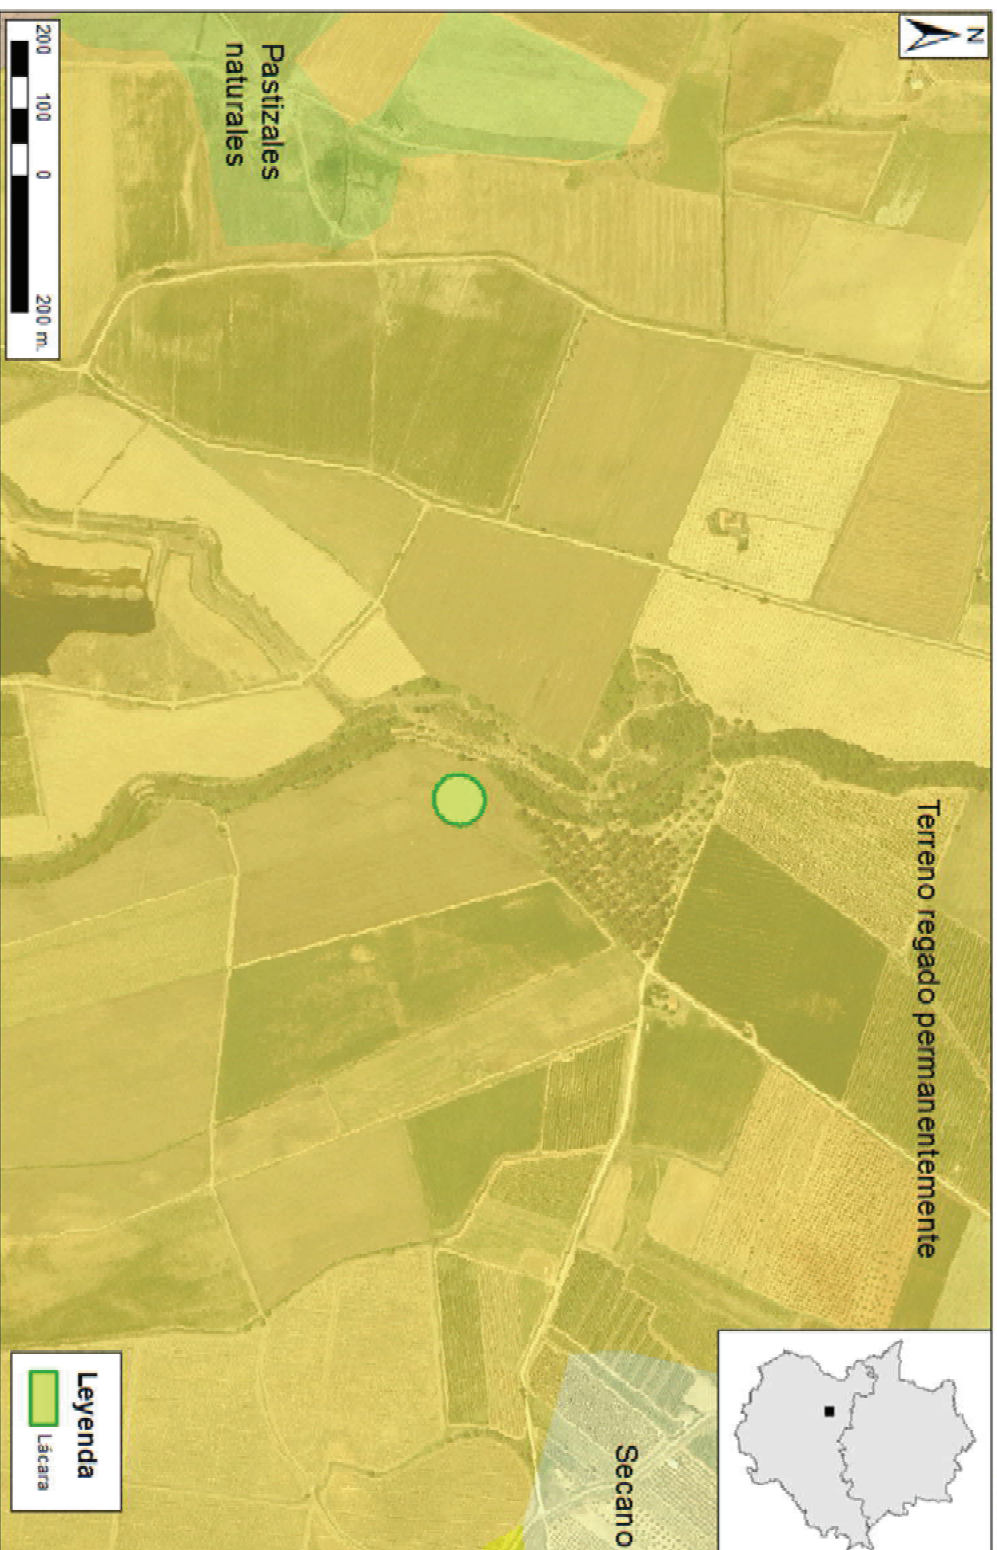 N
Pastizales
naturales
Terreno regado permanentemente
Secano
200 100 0 200 m.
Leyenda
Lácara